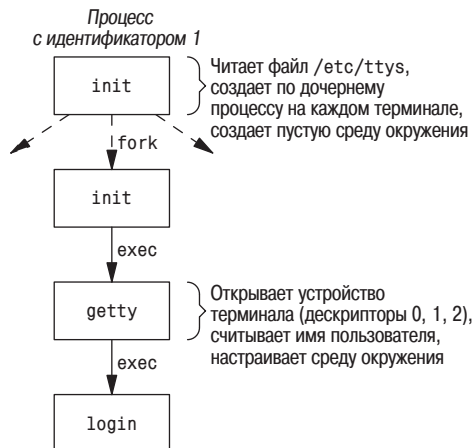 Процесс
с идентификатором 1
init
Читает файл /etc/ttys,
создает по дочернему
процессу на каждом терминале,
создает пустую среду окружения
fork
init
exec
getty
Открывает устройство
терминала (дескрипторы 0, 1, 2),
считывает имя пользователя,
настраивает среду окружения
exec
login